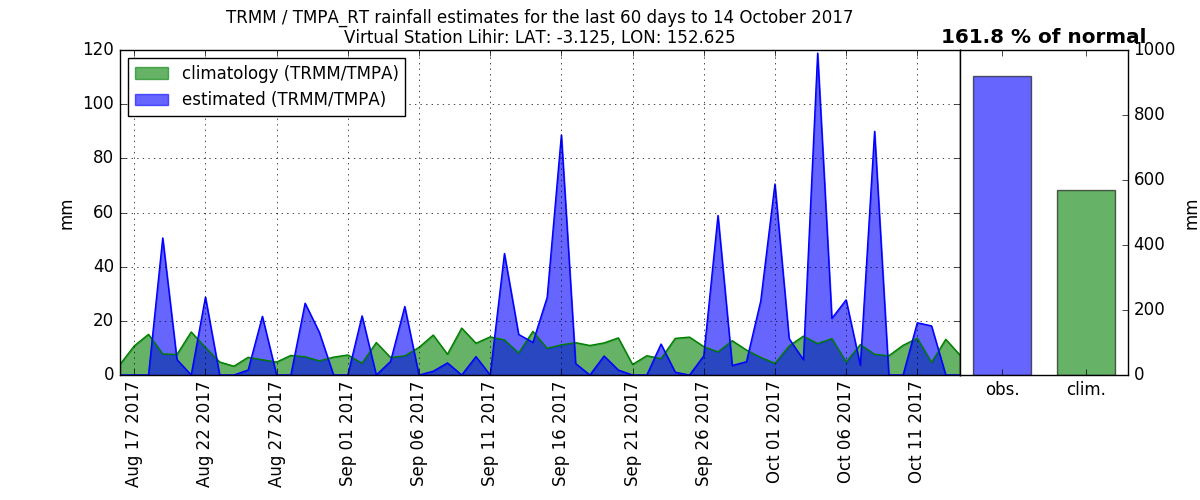 TRMM / TMPA_RT rainfall estimates for the last 60 days to 14 October 2017
Virtual Station Lihir: LAT: -3.125, LON: 152.625
161.8 % of normal
climatology (TRMM/TMPA)
estimated (TRMM/TMPA)
mm
120
100
80
60
40
20
0
Aug 17 2017
Aug 22 2017
Aug 27 2017
Sep 01 2017
Sep 06 2017
Sep 11 2017
Sep 16 2017
Sep 21 2017
Sep 26 2017
Oct 01 2017
Oct 06 2017
Oct 11 2017
obs.
clim.
1000
800
600
400
200
0
mm